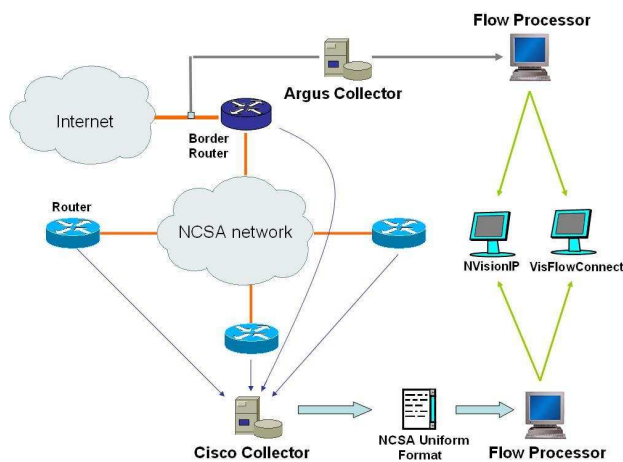 Flow Processor
Argus Collector
Internet
Border
Router
Router
NCSA network
NVisionIP
VisFlowConnect
Cisco Collector
NCSA Uniform
Format
Flow Processor